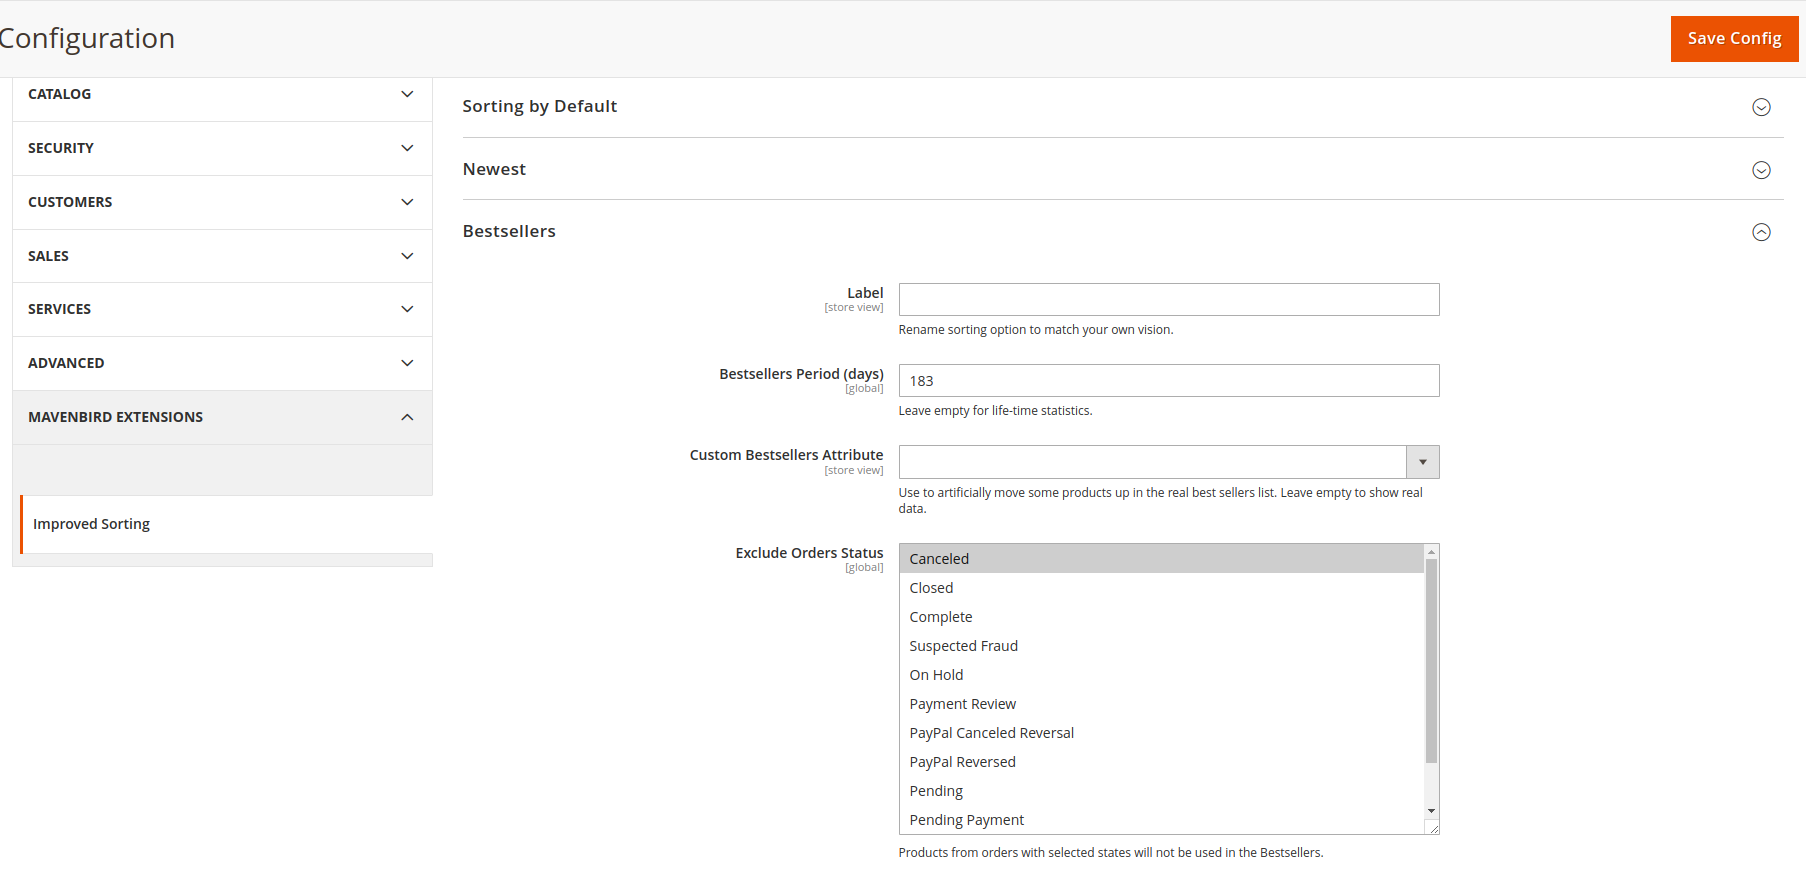 Configuration
Save Config
CATALOG
SECURITY
CUSTOMERS
SALES
SERVICES
ADVANCED
MAVENBIRD EXTENSIONS
Improved Sorting
Sorting by Default
Newest
Bestsellers
Label
[store view]
Rename sorting option to match your own vision.
Bestsellers Period (days)
[global]
183
Leave empty for life-time statistics.
Custom Bestsellers Attribute
[store view]
Use to artificially move some products up in the real best sellers list. Leave empty to show real
data.
Exclude Orders Status
[global]
Canceled
Closed
Complete
Suspected Fraud
On Hold
Payment Review
PayPal Canceled Reversal
PayPal Reversed
Pending
Pending Payment
Products from orders with selected states will not be used in the Bestsellers.